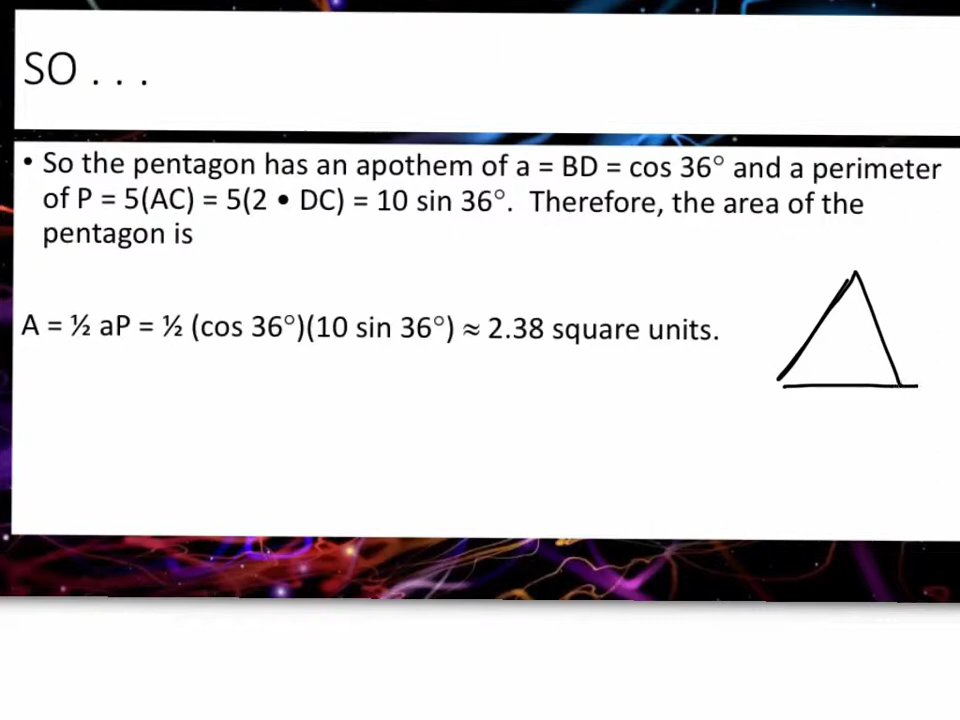 SO . . .
• So the pentagon has an apothem of a = BD = cos 36° and a perimeter
of P = 5(AC) = 5(2 • DC) = 10 sin 36°. Therefore, the area of the
pentagon is
A = ½ aP = ½ (cos 36°)(10 sin 36°) ≈ 2.38 square units.